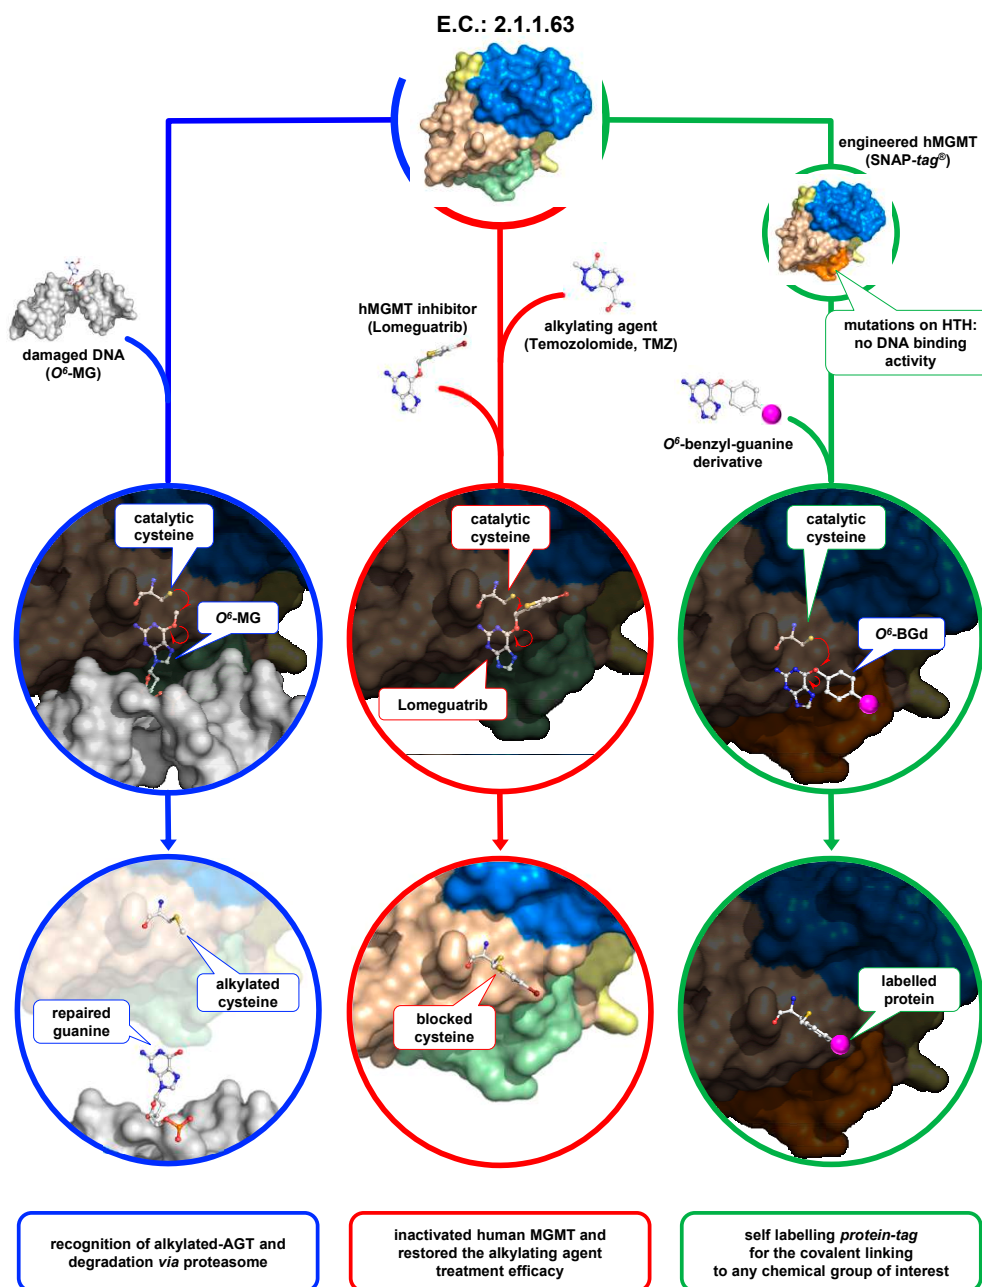 E.C.: 2.1.1.63
engineered hMGMT
(SNAP-tag®)
mutations on HTH:
no DNA binding
activity
damaged DNA
(O⁶-MG)
hMGMT inhibitor
(Lomeguatrib)
alkylating agent
(Temozolomide, TMZ)
O⁶-benzyl-guanine
derivative
catalytic
cysteine
O⁶-MG
catalytic
cysteine
Lomeguatrib
catalytic
cysteine
O⁶-BGd
alkylated
cysteine
repaired
guanine
blocked
cysteine
labelled
protein
recognition of alkylated-AGT and
degradation via proteasome
inactivated human MGMT and
restored the alkylating agent
treatment efficacy
self labelling protein-tag
for the covalent linking
to any chemical group of interest